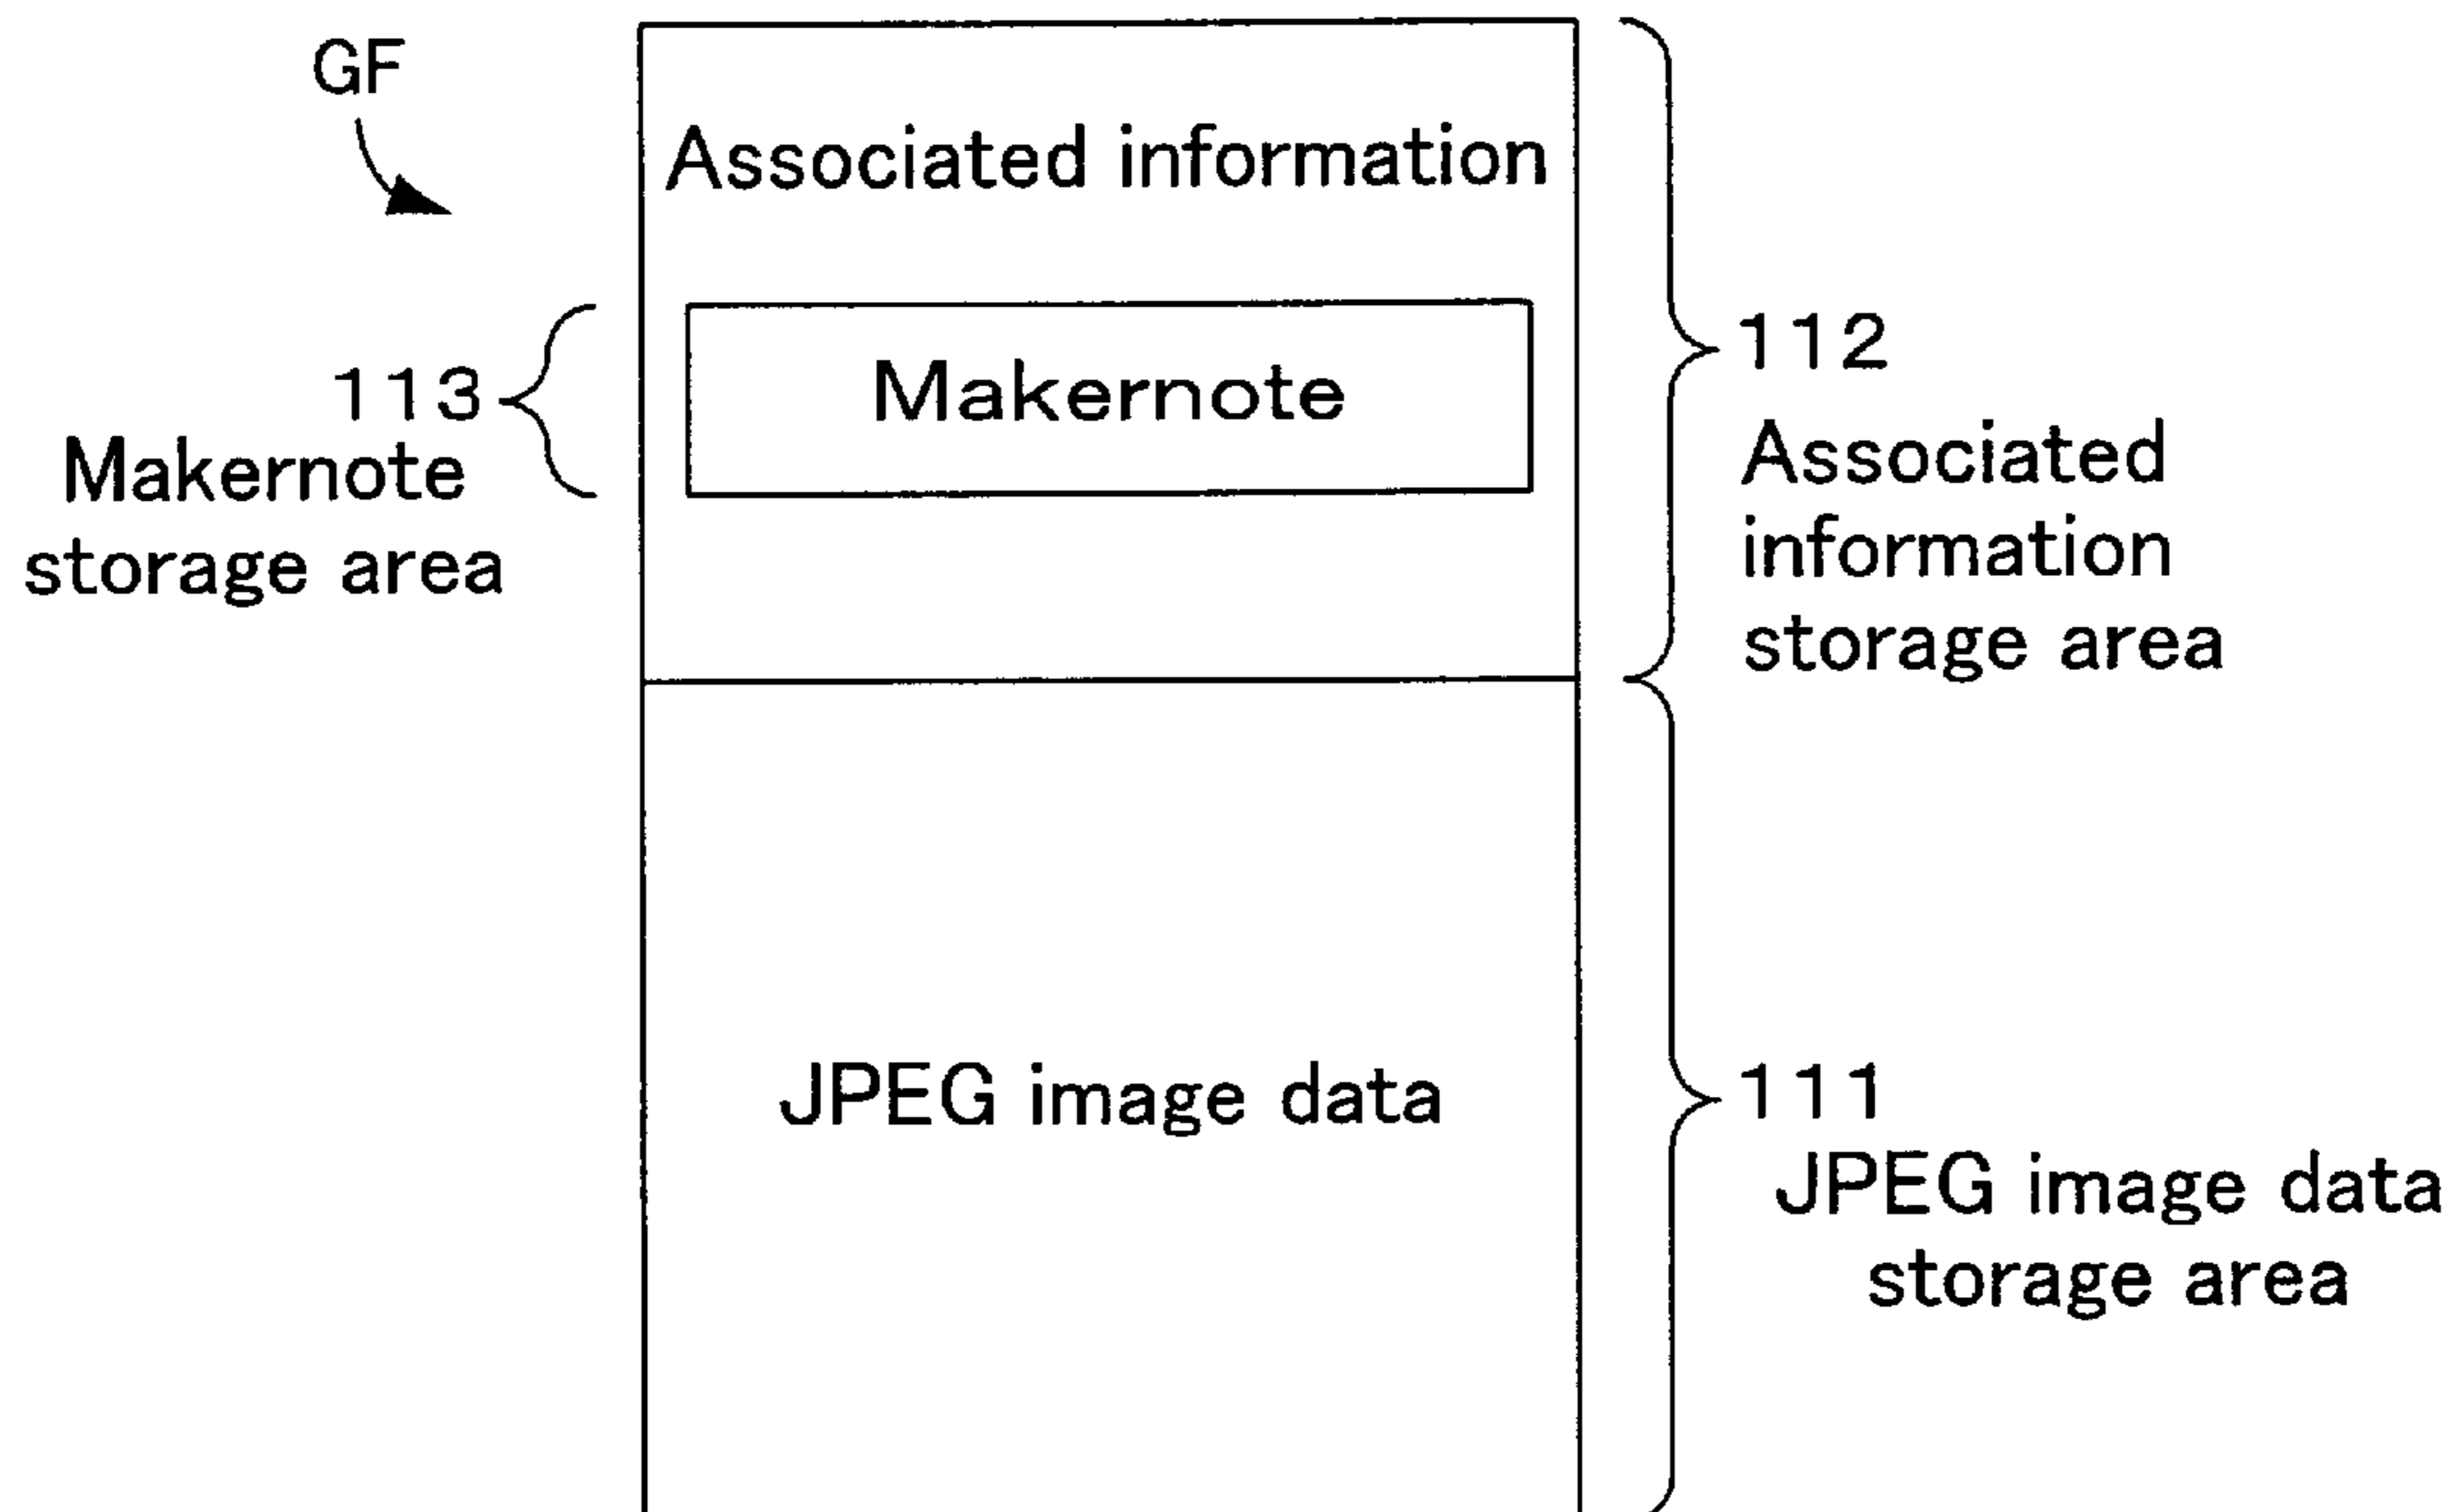 GF
Associated information
Makernote
113
Makernote
storage area
112
Associated
information
storage area
JPEG image data
111
JPEG image data
storage area